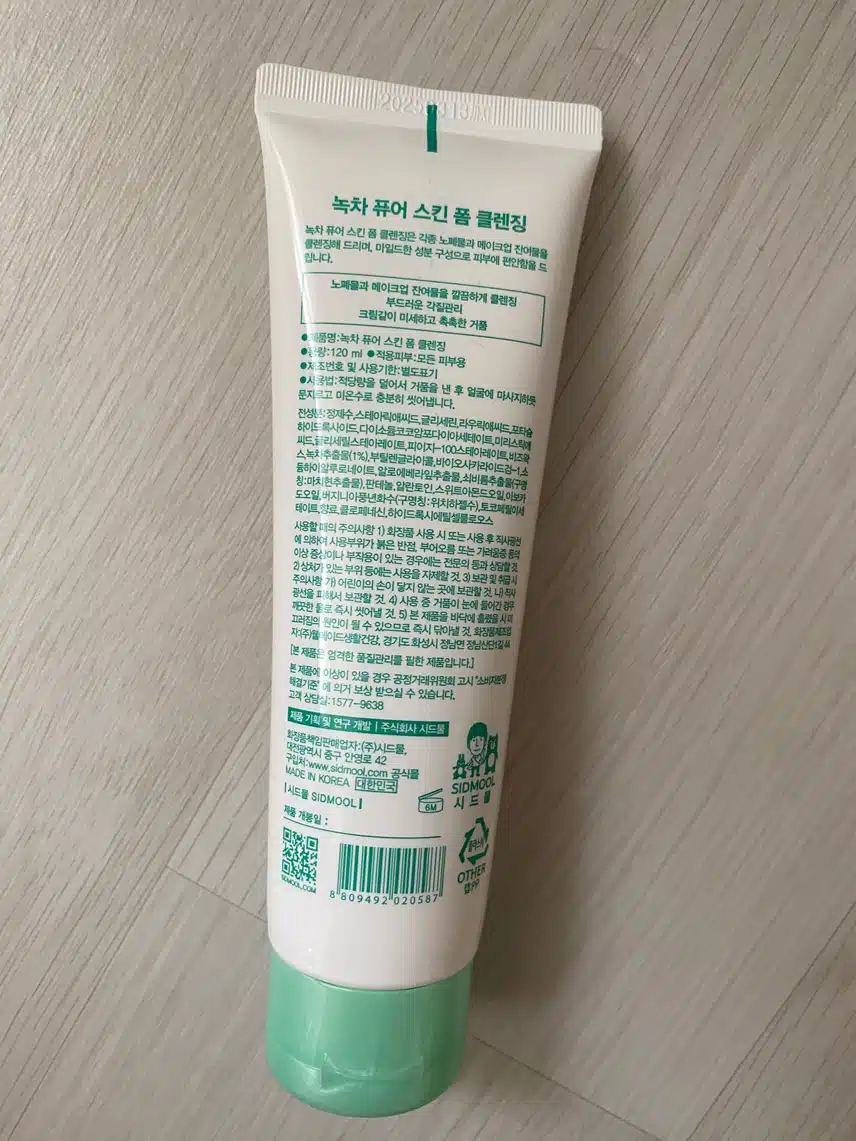 녹차 퓨어 스킨 폼 클렌징
녹차 퓨어 스킨 폼 클렌징은 각종 노폐물과 메이크업 잔여물을
클렌징해 드리며, 마일드한 성분 구성으로 피부에 편안함을 드
립니다.
노폐물과 메이크업 잔여물을 깔끔하게 클렌징
부드러운 각질관리
크림같이 미세하고 촉촉한 거품
●제품명:녹차 퓨어 스킨 폼 클렌징
●용량:120 ml ●적용피부:모든 피부용
●제조번호 및 사용기한:별도표기
●사용법:적당량을 덜어서 거품을 낸 후 얼굴에 마사지하듯
문지르고 미온수로 충분히 씻어냅니다.
전성분:정제수,스테아릭애씨드,글리세린,라우릭애씨드,포타슘
하이드록사이드,다이소듐코코암포다이아세테이트,미리스틱애
씨드,글리세릴스테아레이트,피이지-100스테아레이트,비즈왁
스,녹차추출물(1%),부틸렌글라이콜,바이오사카라이드검-1,소
듐하이알루로네이트,알로에베라잎추출물,쇠비름추출물(구명
칭:마치현추출물),판테놀,알란토인,스위트아몬드오일,아보카
도오일,버지니아풍년화수(구명칭:위치하젤수),토코페릴아세
테이트,향료,클로페네신,하이드록시에틸셀룰로오스
사용할 때의 주의사항 1) 화장품 사용 시 또는 사용 후 직사광선
에 의하여 사용부위가 붉은 반점, 부어오름 또는 가려움증 등의
이상 증상이나 부작용이 있는 경우에는 전문의 등과 상담할 것.
2) 상처가 있는 부위 등에는 사용을 자제할 것. 3) 보관 및 취급 시
주의사항 가) 어린이의 손이 닿지 않는 곳에 보관할 것. 나) 직사
광선을 피해서 보관할 것. 4) 사용 중 거품이 눈에 들어간 경우
깨끗한 물로 즉시 씻어낼 것. 5) 본 제품을 바닥에 흘렸을 시 미
끄러짐의 원인이 될 수 있으므로 즉시 닦아낼 것. 화장품제조업
자:(주)웰메이드생활건강, 경기도 화성시 정남면 정남산단1길 44
[본 제품은 엄격한 품질관리를 필한 제품입니다.]
본 제품에 이상이 있을 경우 공정거래위원회 고시 "소비자분쟁
해결기준"에 의거 보상 받으실 수 있습니다.
고객 상담실:1577-9638
제품 기획 및 연구 개발 | 주식회사 시드물
화장품책임판매업자:(주)시드물,
대전광역시 중구 안영로 42
구입처:www.sidmool.com 공식몰
MADE IN KOREA 대한민국
| 시드물 SIDMOOL |
제품 개봉일 :
6M
SIDMOOL
시드물
SIDMOOL.COM
8 809492 020587
플라스틱
OTHER
캡:PP